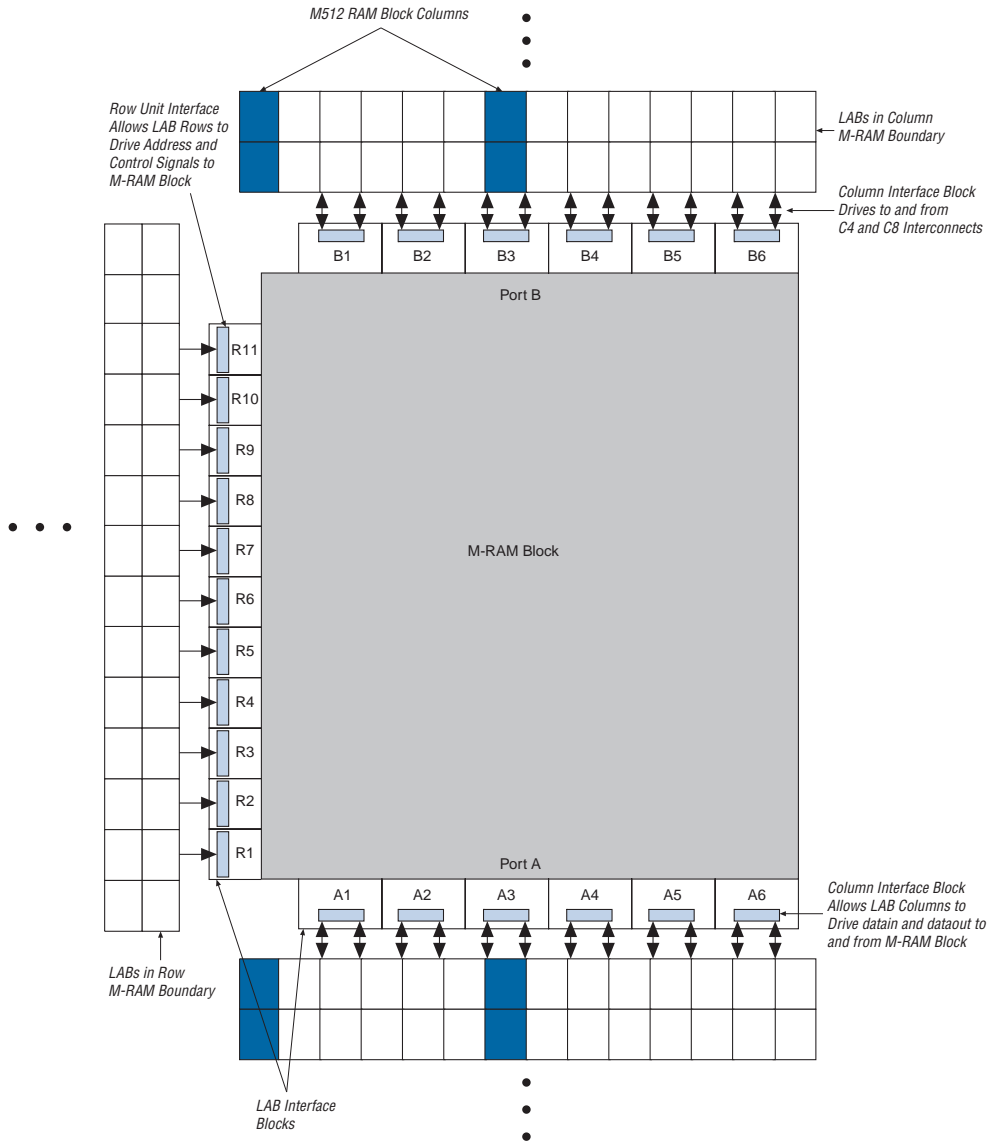 M512 RAM Block Columns
Row Unit Interface
Allows LAB Rows to
Drive Address and
Control Signals to
M-RAM Block
LABs in Column
M-RAM Boundary
Column Interface Block
Drives to and from
C4 and C8 Interconnects
B1 B2 B3 B4 B5 B6
Port B
R11
R10
R9
R8
R7
M-RAM Block
R6
R5
R4
R3
R2
R1
Port A
A1 A2 A3 A4 A5 A6
Column Interface Block
Allows LAB Columns to
Drive datain and dataout to
and from M-RAM Block
LABs in Row
M-RAM Boundary
LAB Interface
Blocks